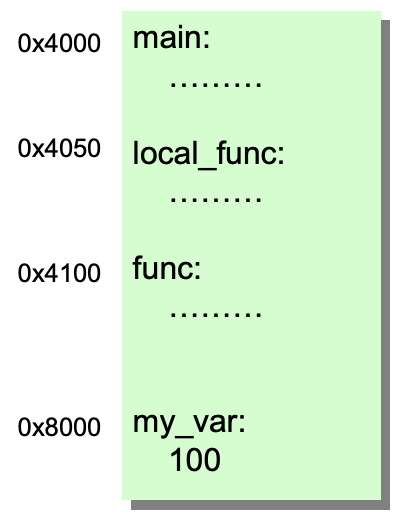 0x4000 main:
.........
0x4050 local_func:
.........
0x4100 func:
.........
0x8000 my_var:
100